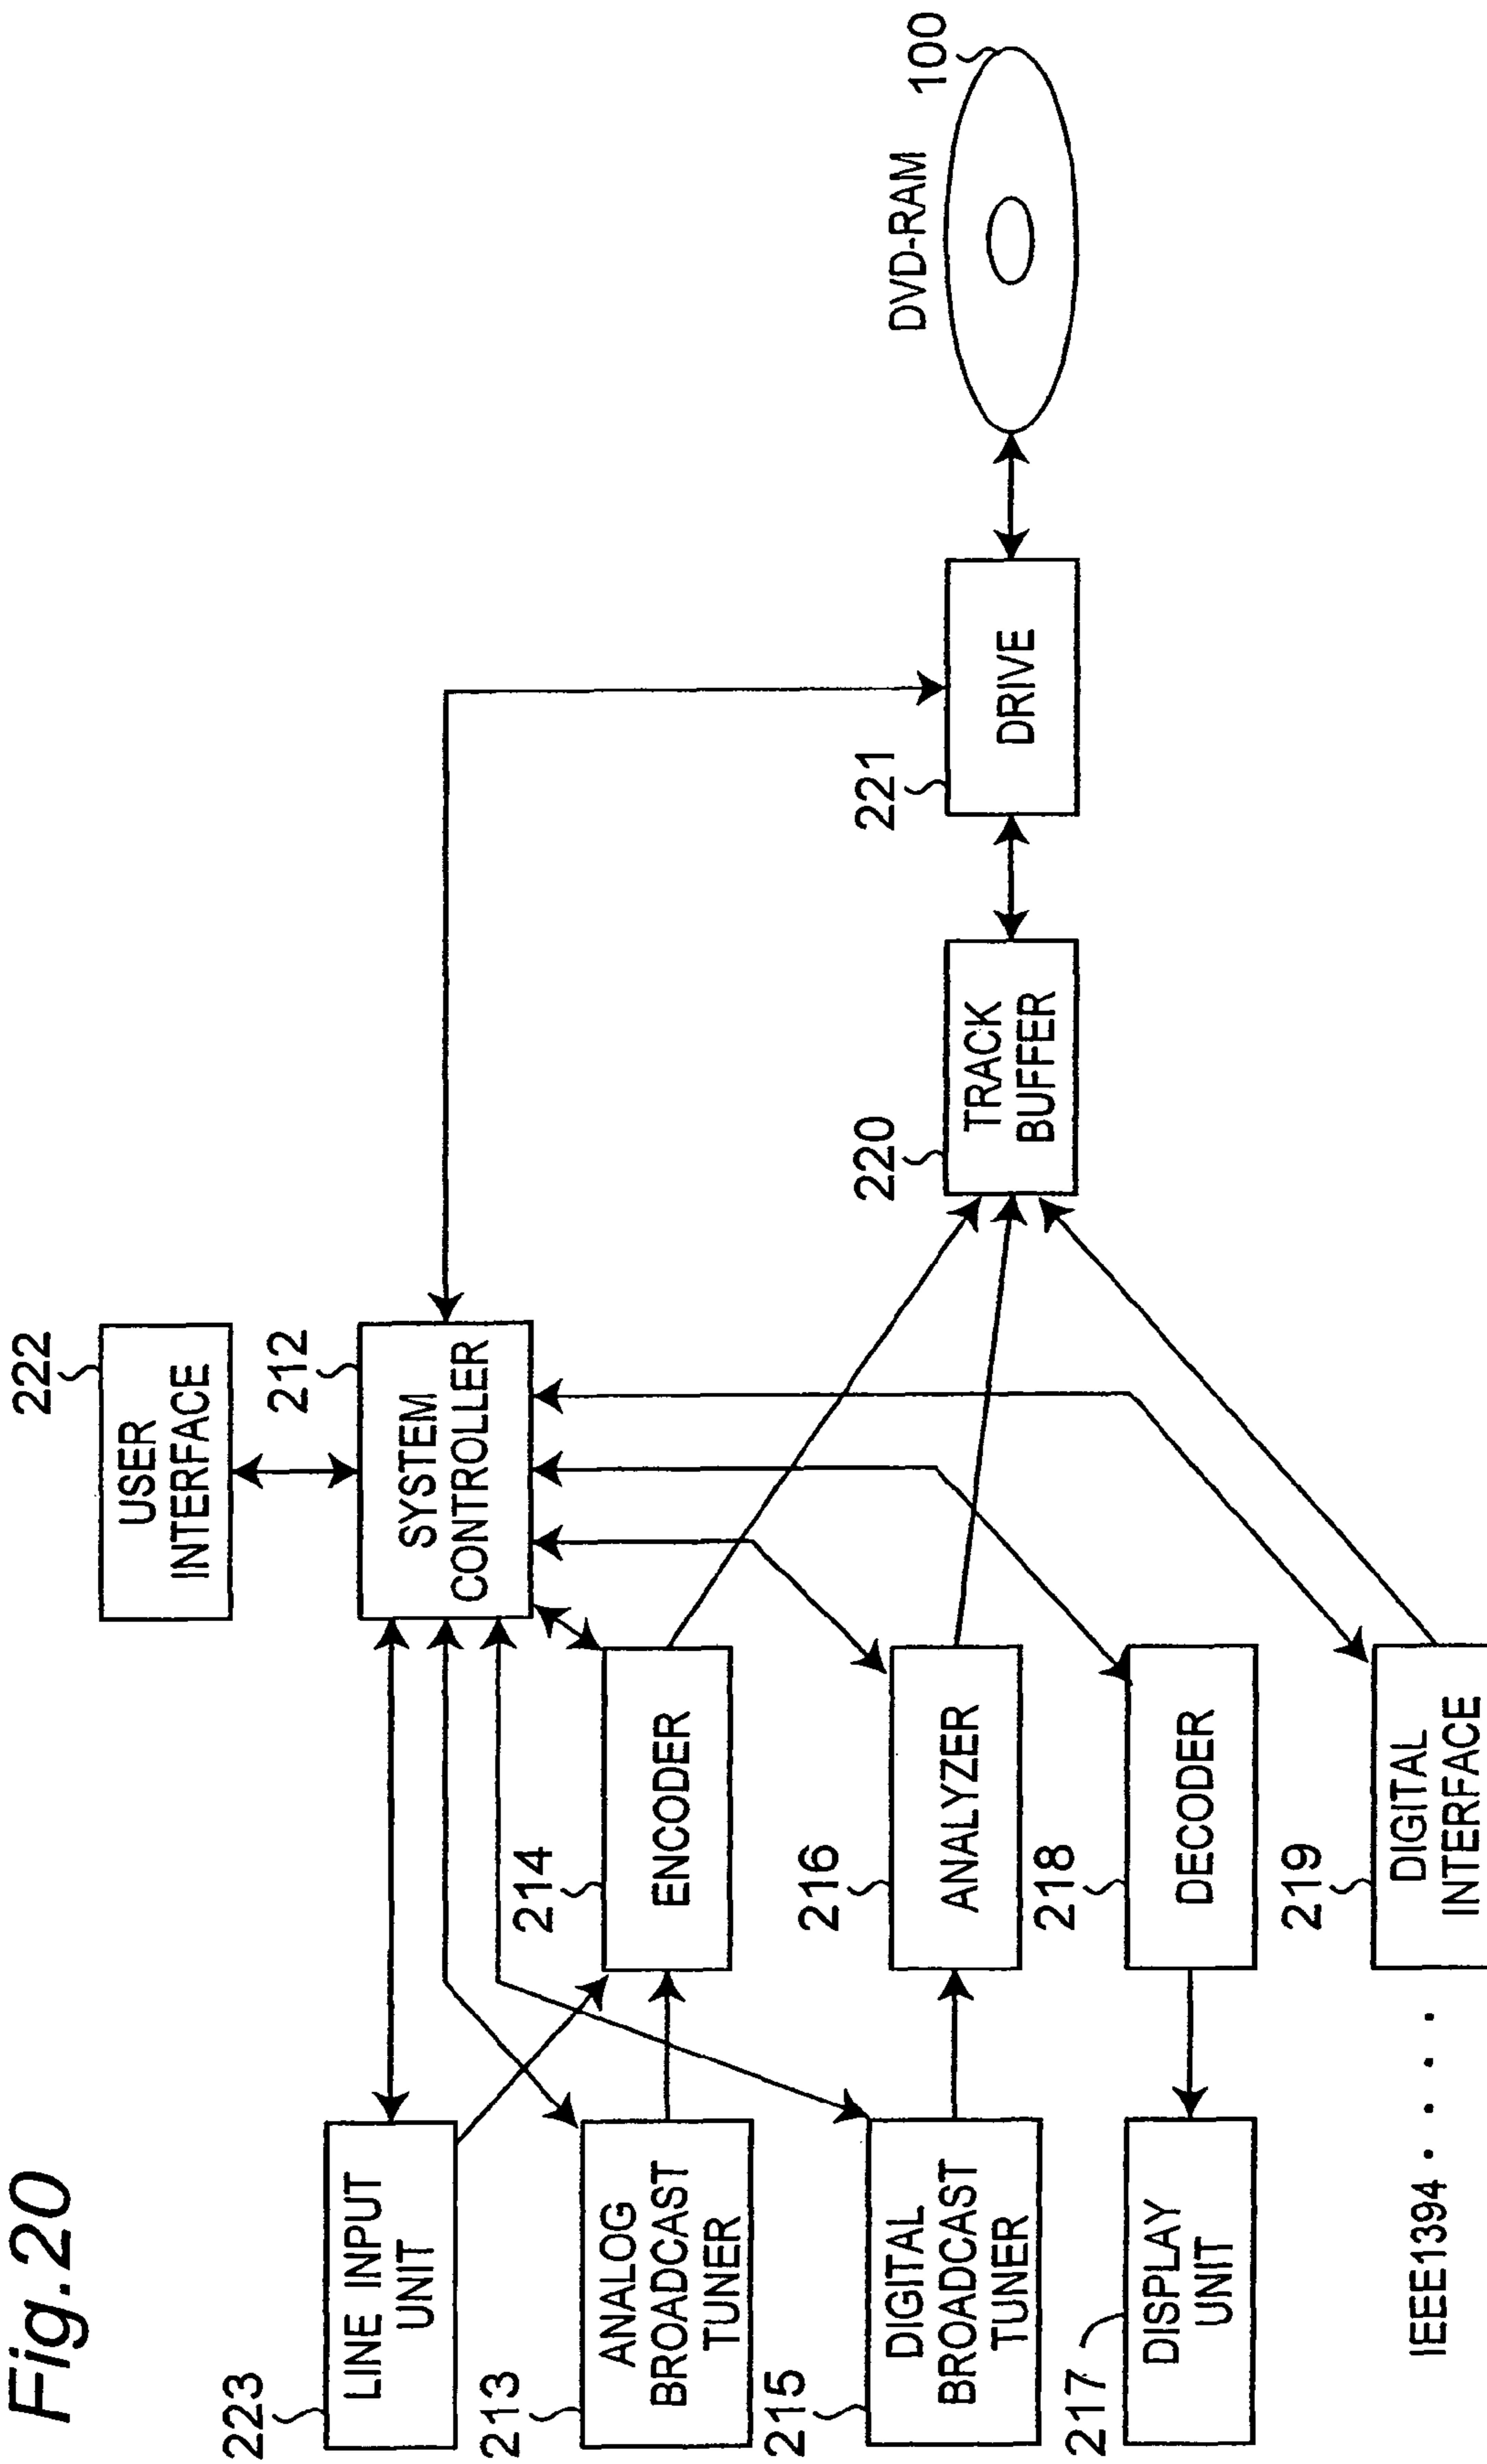 Fig.20
222
USER
INTERFACE
212
SYSTEM
CONTROLLER
223
LINE INPUT
UNIT
213
ANALOG
BROADCAST
TUNER
214
ENCODER
215
DIGITAL
BROADCAST
TUNER
216
ANALYZER
217
DISPLAY
UNIT
218
DECODER
IEEE1394 . . . .
219
DIGITAL
INTERFACE
220
TRACK
BUFFER
221
DRIVE
DVD-RAM
100